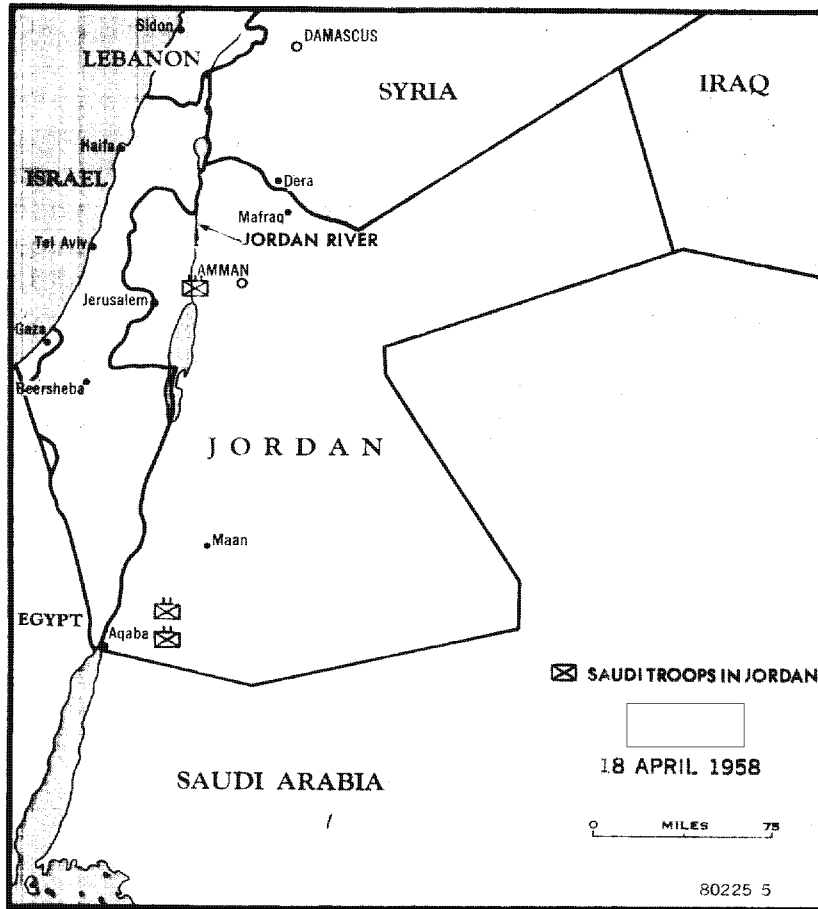 Sidon
DAMASCUS
LEBANON
SYRIA
IRAQ
Haifa
ISRAEL
Dera
Mafraq
Tel Aviv
JORDAN RIVER
AMMAN
Jerusalem
Gaza
Beersheba
JORDAN
Maan
EGYPT
Aqaba
SAUDI TROOPS IN JORDAN
18 APRIL 1958
SAUDI ARABIA
0 MILES 75
80225 5